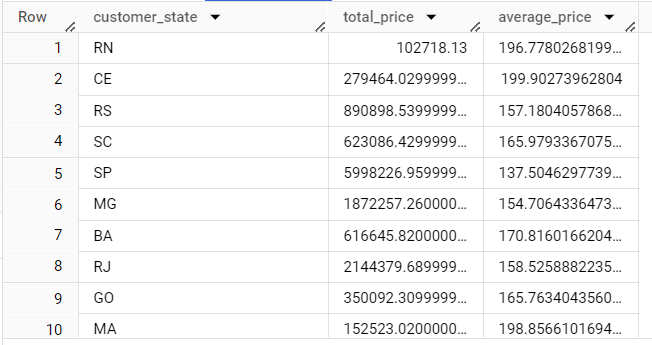 Row customer_state total_price average_price
1 RN 102718.13 196.7780268199...
2 CE 279464.0299999... 199.90273962804
3 RS 890898.5399999... 157.1804057868...
4 SC 623086.4299999... 165.9793367075...
5 SP 5998226.959999... 137.5046297739...
6 MG 1872257.260000... 154.7064336473...
7 BA 616645.8200000... 170.8160166204...
8 RJ 2144379.689999... 158.5258882235...
9 GO 350092.3099999... 165.7634043560...
10 MA 152523.0200000... 198.8566101694...